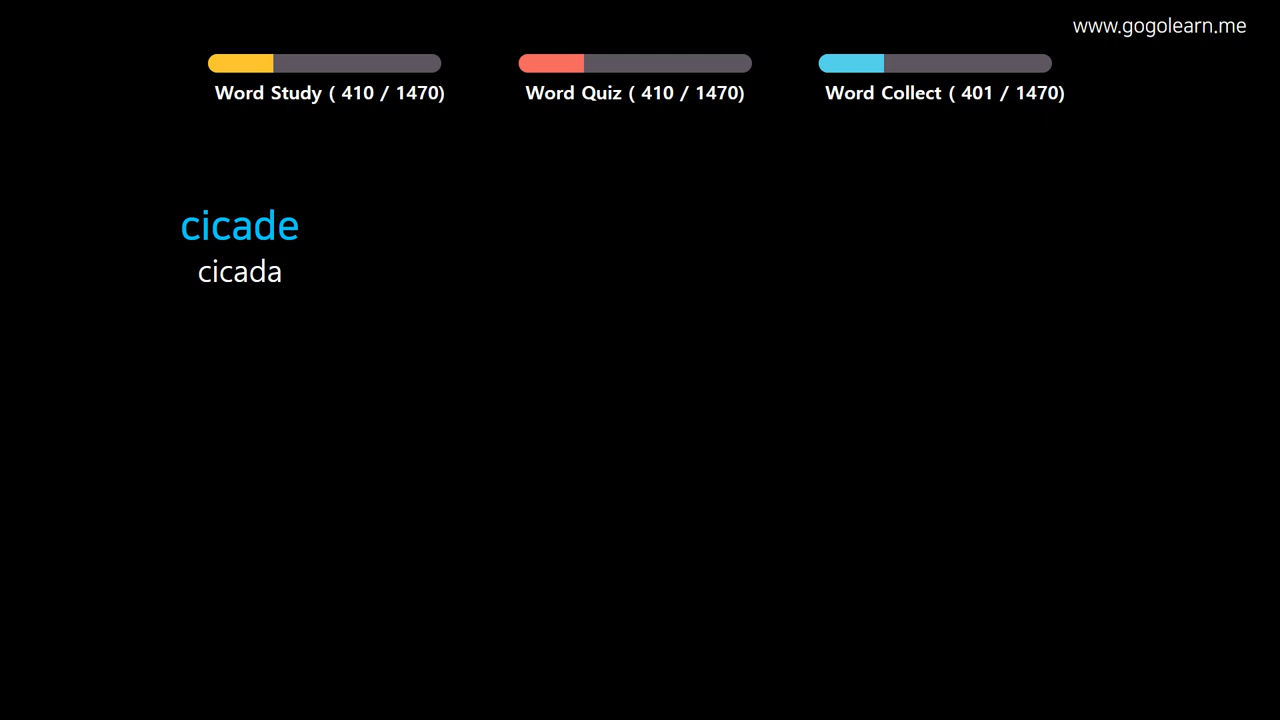 www.gogolearn.me
Word Study ( 410 / 1470)
Word Quiz ( 410 / 1470)
Word Collect ( 401 / 1470)
cicade
cicada